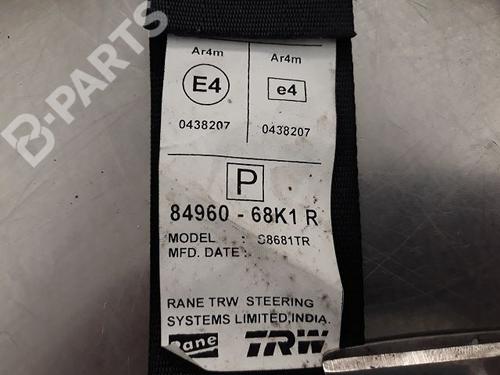 B-PARTS
Ar4m
Ar4m
E4
e4
0438207
0438207
P
84960 - 68K1 R
MODEL : S8681TR
MFD. DATE :
RANE TRW STEERING
SYSTEMS LIMITED,INDIA.
Rane
TRW